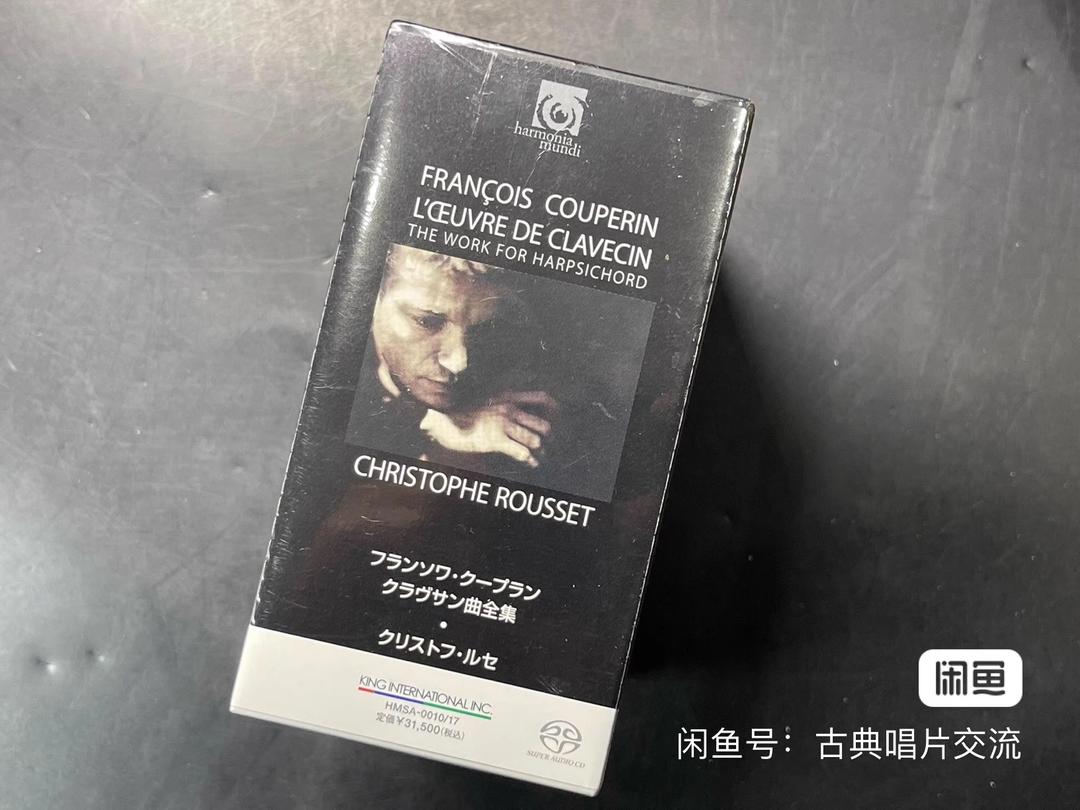 harmonia
mundi
FRANÇOIS COUPERIN
L'ŒUVRE DE CLAVECIN
THE WORK FOR HARPSICHORD
CHRISTOPHE ROUSSET
フランソワ・クープラン
クラヴサン曲全集
•
クリストフ・ルセ
KING INTERNATIONAL INC.
HMSA-0010/17
定価￥31,500(税込)
SUPER AUDIO CD
闲鱼
闲鱼号：古典唱片交流